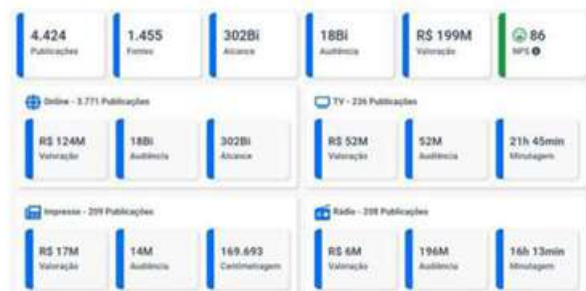 4.424
Publicações
1.455
Fontes
302Bi
Alcance
18Bi
Audiência
R$ 199M
Valoração
86
NPS
Online - 3.771 Publicações
R$ 124M
Valoração
18Bi
Audiência
302Bi
Alcance
TV - 236 Publicações
R$ 52M
Valoração
52M
Audiência
21h 45min
Minutagem
Impresso - 209 Publicações
R$ 17M
Valoração
14M
Audiência
169.693
Centimetragem
Rádio - 208 Publicações
R$ 6M
Valoração
196M
Audiência
16h 13min
Minutagem